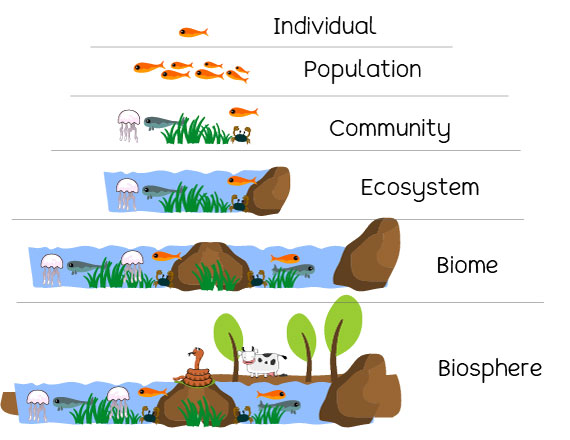 Individual
Population
Community
Ecosystem
Biome
Biosphere